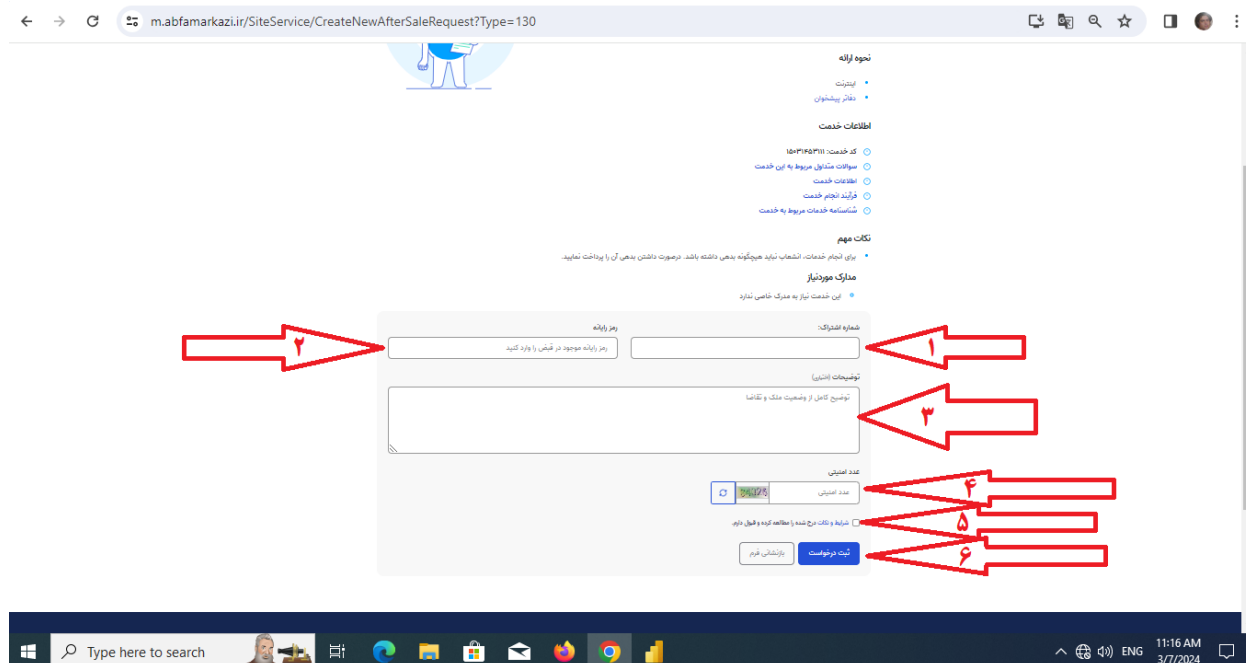 m.abfamarkazi.ir/SiteService/CreateNewAfterSaleRequest?Type=130
نحوه ارائه
اینترنت
دفاتر پیشخوان
اطلاعات خدمت
کد خدمت: ۱۵۰۳۱۴۵۳۱۱۱
سوالات متداول مربوط به این خدمت
اطلاعات خدمت
فرآیند انجام خدمت
شناسنامه خدمات مربوط به خدمت
نکات مهم
برای انجام خدمات، انشعاب نباید هیچگونه بدهی داشته باشد. درصورت داشتن بدهی آن را پرداخت نمایید.
مدارک موردنیاز
این خدمت نیاز به مدرک خاصی ندارد
شماره اشتراک:
رمز رایانه
۱
رمز رایانه موجود در قبض را وارد کنید
۲
توضیحات (اختیاری)
توضیح کامل از وضعیت ملک و تقاضا
۳
عدد امنیتی
عدد امنیتی
۴
شرایط و نکات درج شده را مطالعه کرده و قبول دارم.
۵
ثبت درخواست
بازنشانی فرم
۶
Type here to search
ENG
11:16 AM
3/7/2024